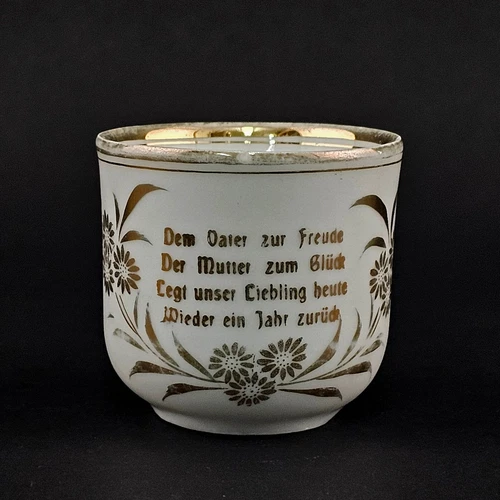 Dem Vater zur Freude
Der Mutter zum Glück
Legt unser Liebling heute
Wieder ein Jahr zurück